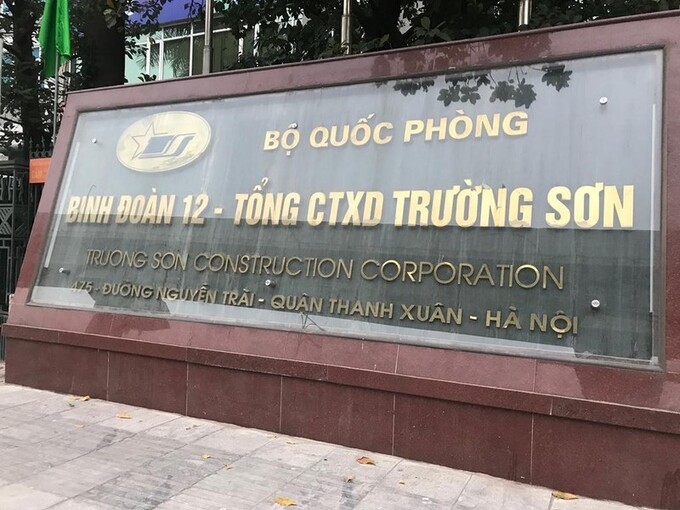 BỘ QUỐC PHÒNG
BINH ĐOÀN 12 - TỔNG CTXD TRƯỜNG SƠN
TRUONG SON CONSTRUCTION CORPORATION
475 - ĐƯỜNG NGUYỄN TRÃI - QUẬN THANH XUÂN - HÀ NỘI